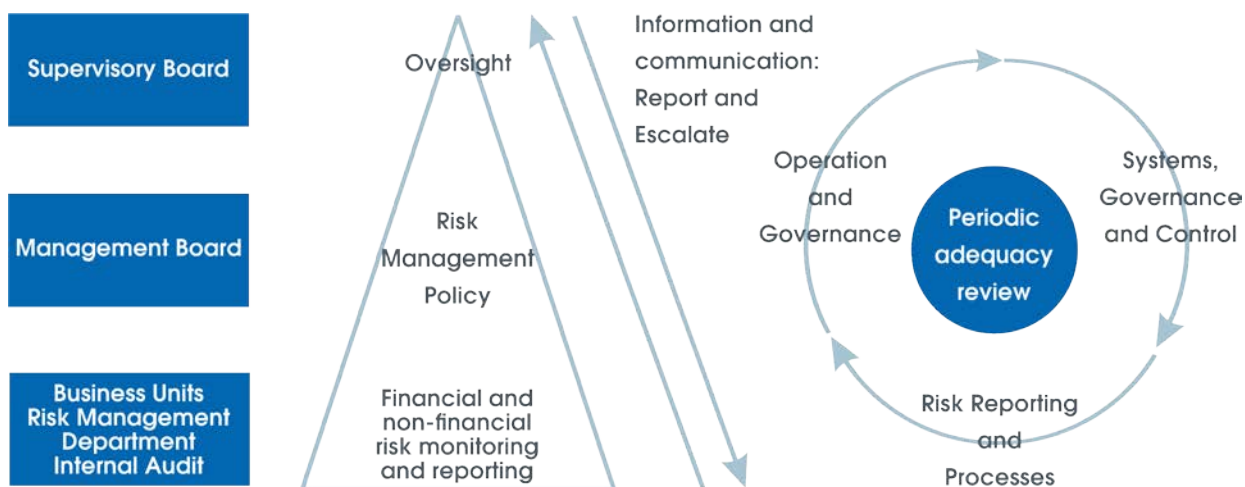 Supervisory Board
Management Board
Business Units
Risk Management
Department
Internal Audit
Oversight
Risk
Management
Policy
Financial and
non-financial
risk monitoring
and reporting
Information and
communication:
Report and
Escalate
Operation
and
Governance
Periodic
adequacy
review
Systems,
Governance
and Control
Risk Reporting
and
Processes